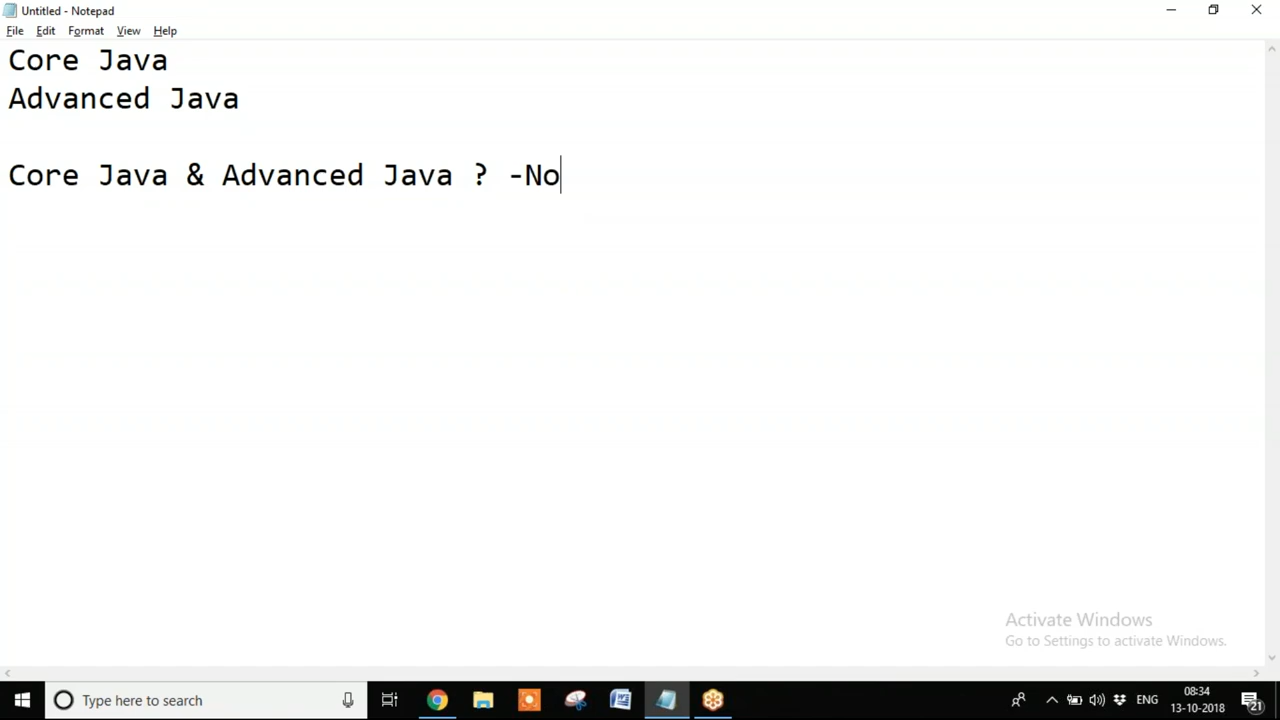 Untitled - Notepad
File Edit Format View Help
Core Java
Advanced Java
Core Java & Advanced Java ? -No
Activate Windows
Go to Settings to activate Windows.
Type here to search
ENG
08:34
13-10-2018
21